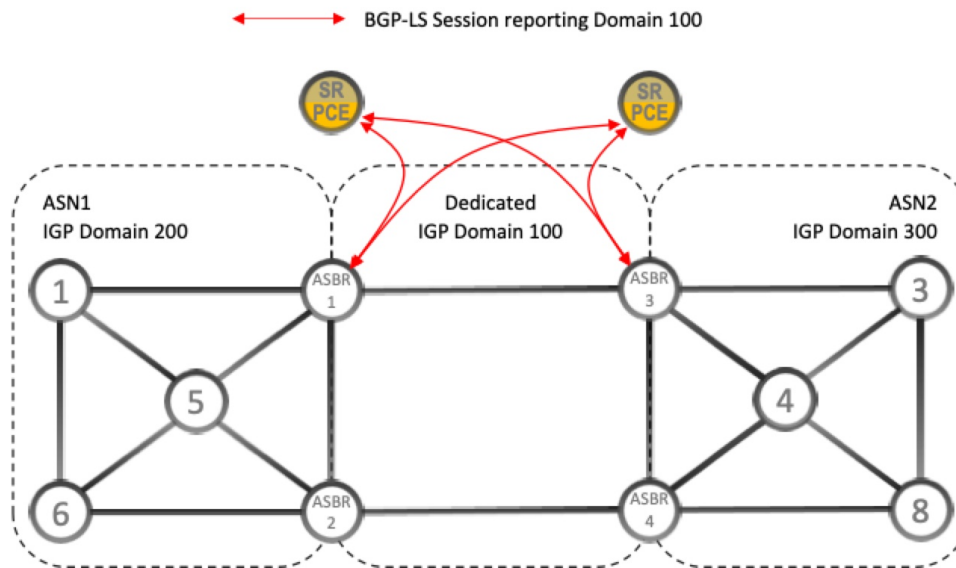 BGP-LS Session reporting Domain 100
SR
PCE
SR
PCE
ASN1
IGP Domain 200
Dedicated
IGP Domain 100
ASN2
IGP Domain 300
1
ASBR
1
ASBR
3
3
5
4
6
ASBR
2
ASBR
4
8